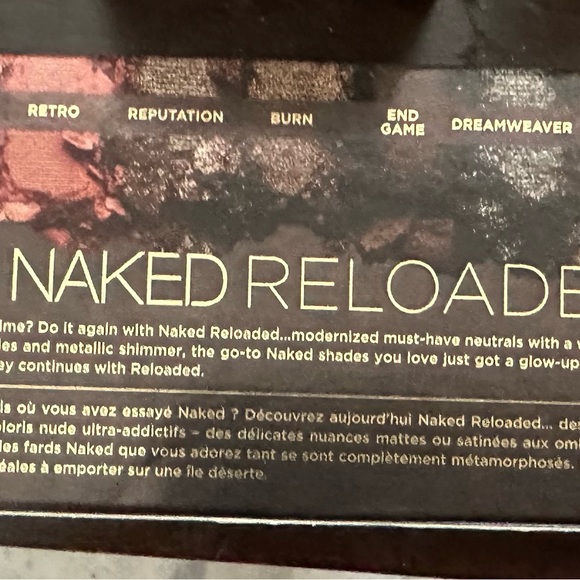 RETRO REPUTATION BURN END GAME DREAMWEAVER
NAKED RELOADE
ime? Do it again with Naked Reloaded...modernized must-have neutrals with a
les and metallic shimmer, the go-to Naked shades you love just got a glow-up
ay continues with Reloaded.
is où vous avez essayé Naked ? Découvrez aujourd'hui Naked Reloaded... des
loris nude ultra-addictifs – des délicates nuances mattes ou satinées aux om
les fards Naked que vous adorez tant se sont complètement métamorphosés.
éales à emporter sur une île déserte.